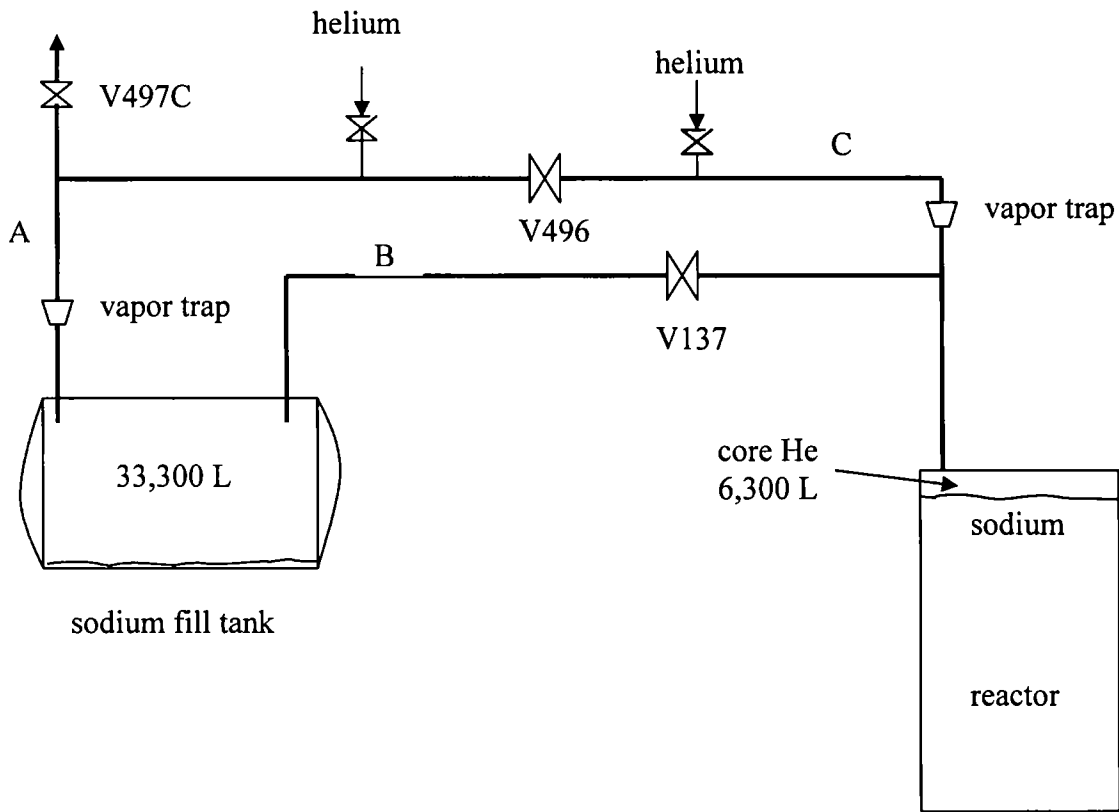 helium
helium
V497C
C
vapor trap
V496
A
B
vapor trap
V137
33,300 L
core He
6,300 L
sodium
sodium fill tank
reactor